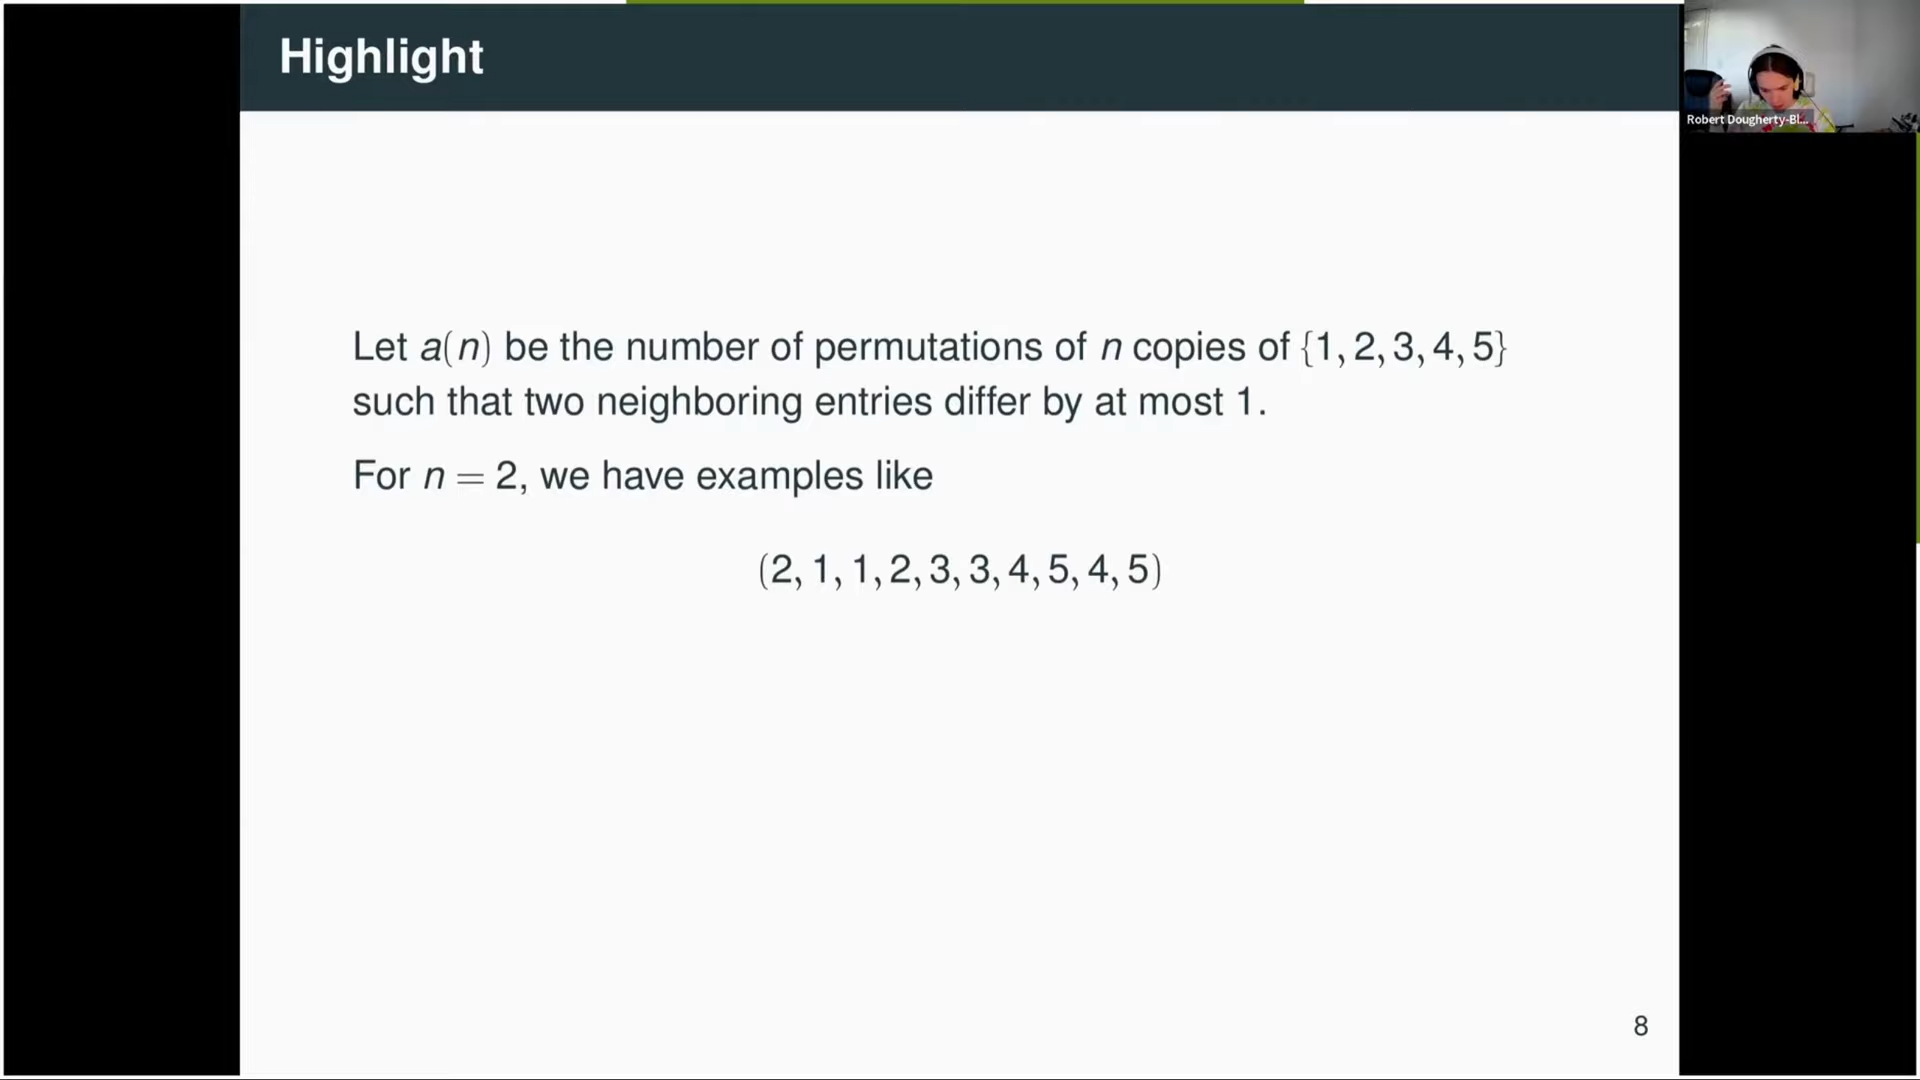 Highlight
Robert Dougherty-Bl...
Let a(n) be the number of permutations of n copies of {1, 2, 3, 4, 5}
such that two neighboring entries differ by at most 1.
For n = 2, we have examples like
(2, 1, 1, 2, 3, 3, 4, 5, 4, 5)
8